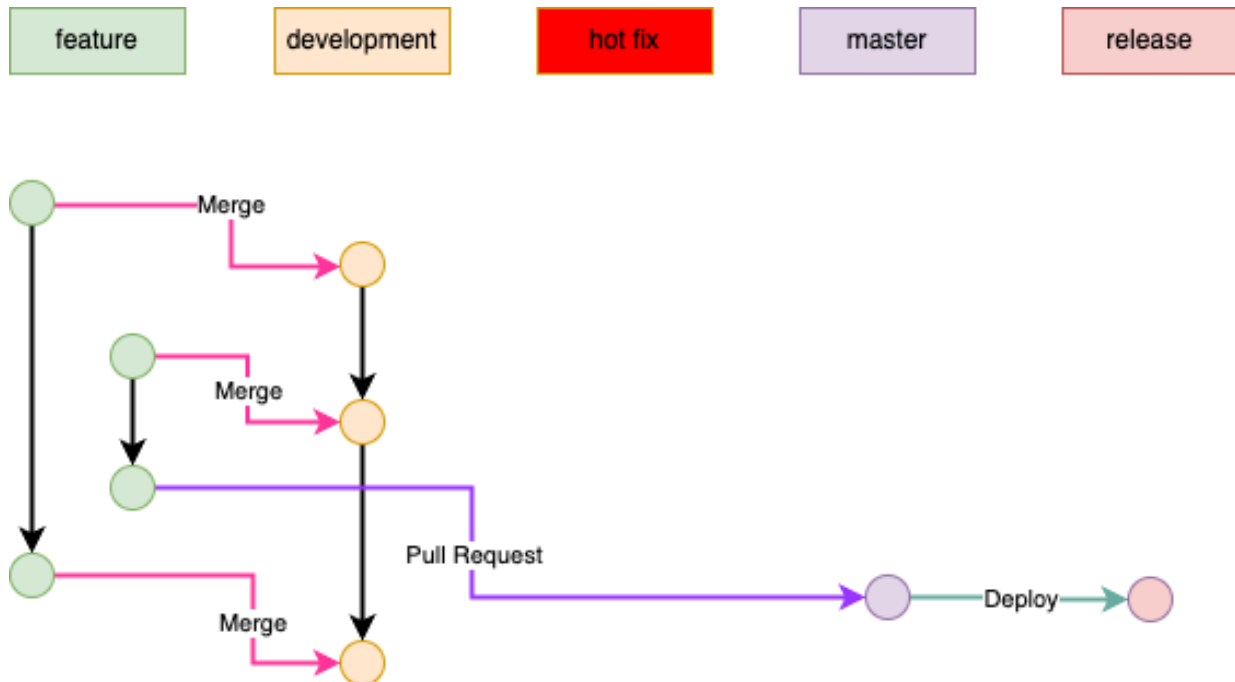 feature
development
hot fix
master
release
Merge
Merge
Pull Request
Deploy
Merge